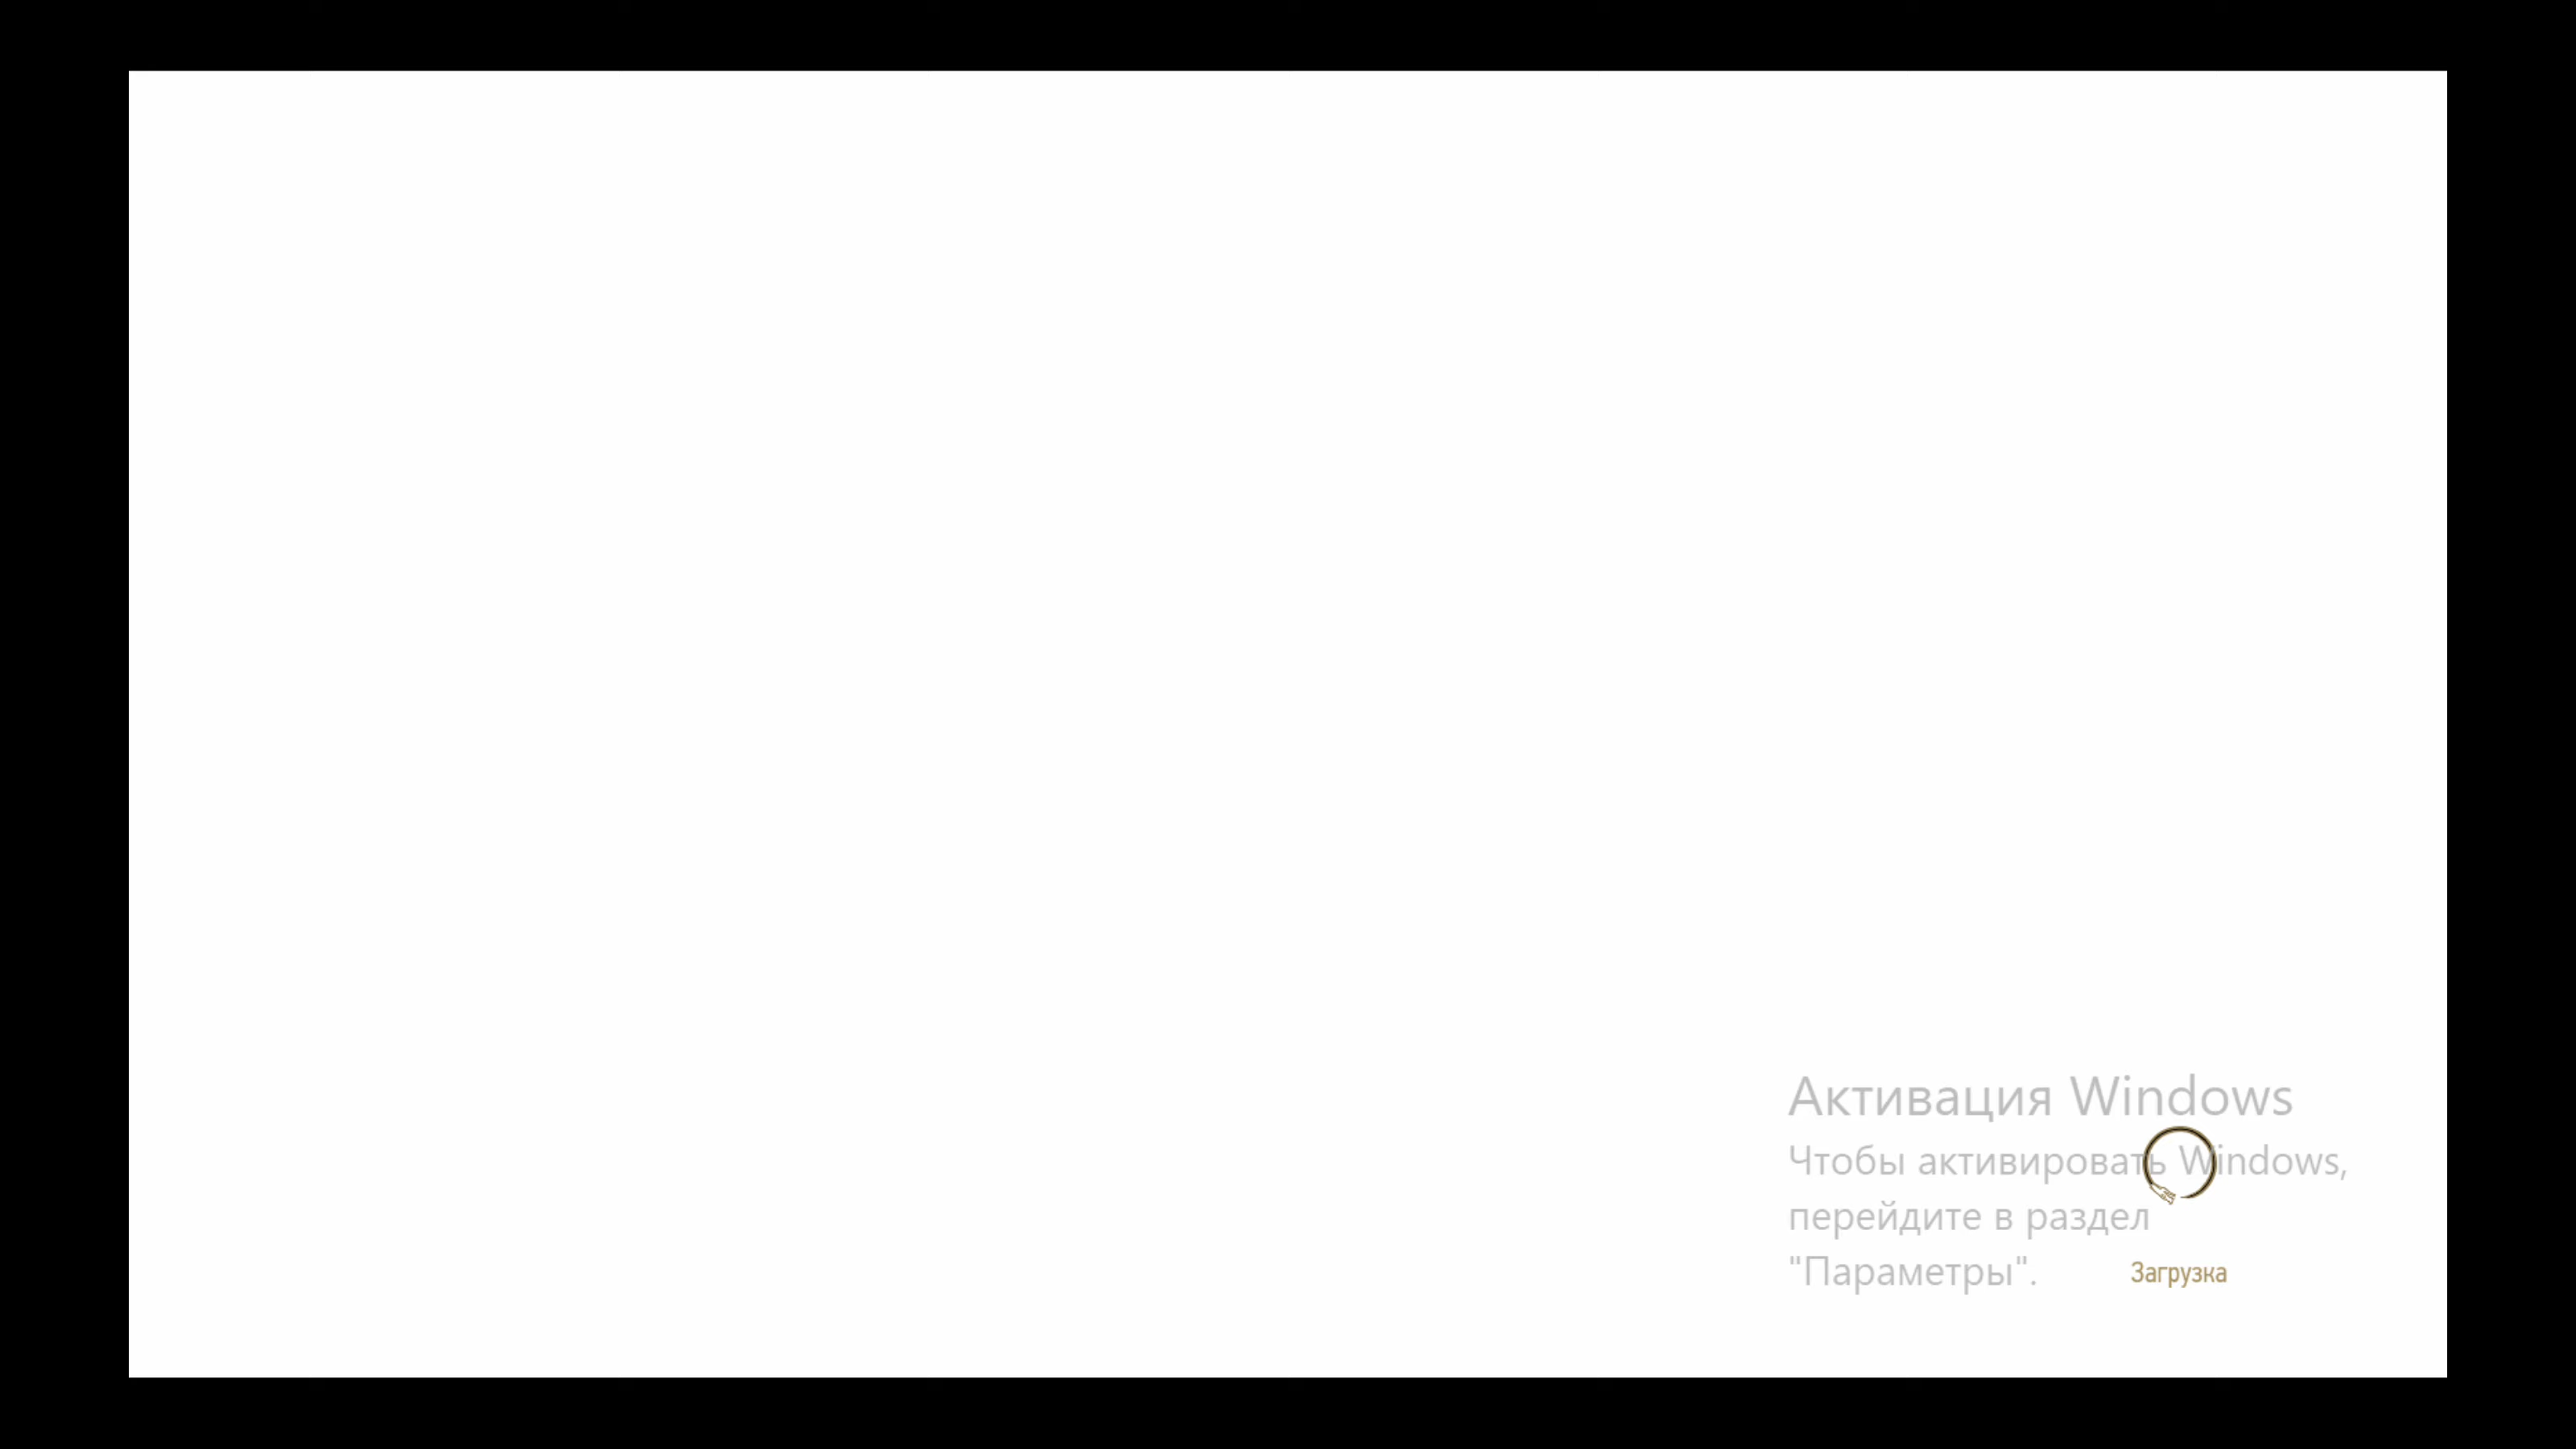 Активация Windows
Чтобы активировать Windows,
перейдите в раздел
"Параметры".
Загрузка